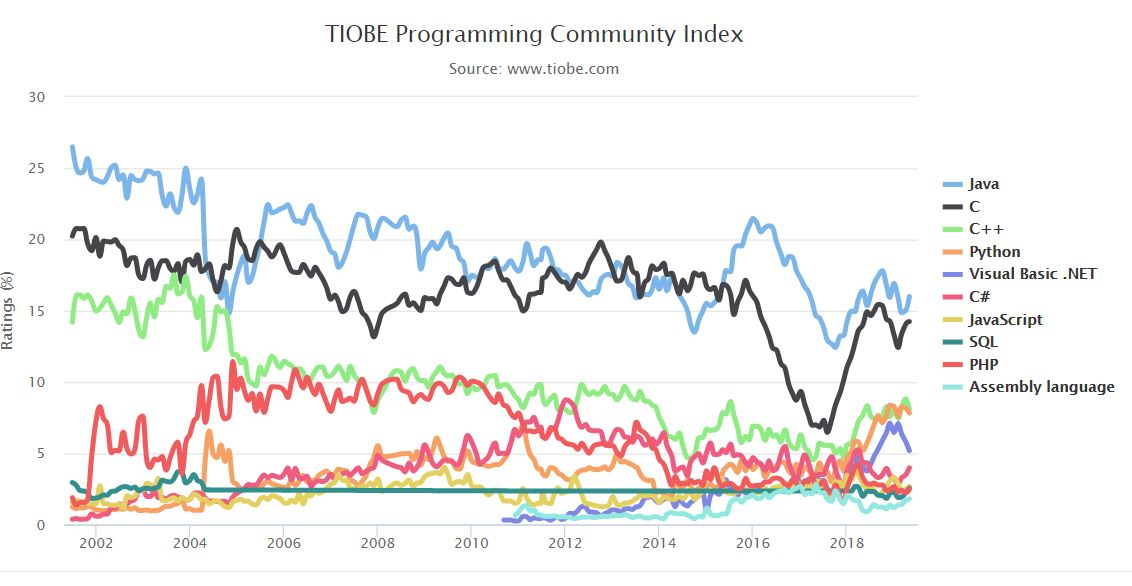 TIOBE Programming Community Index
Source: www.tiobe.com
Ratings (%)
30
25
20
15
10
5
0
2002 2004 2006 2008 2010 2012 2014 2016 2018
Java
C
C++
Python
Visual Basic .NET
C#
JavaScript
SQL
PHP
Assembly language